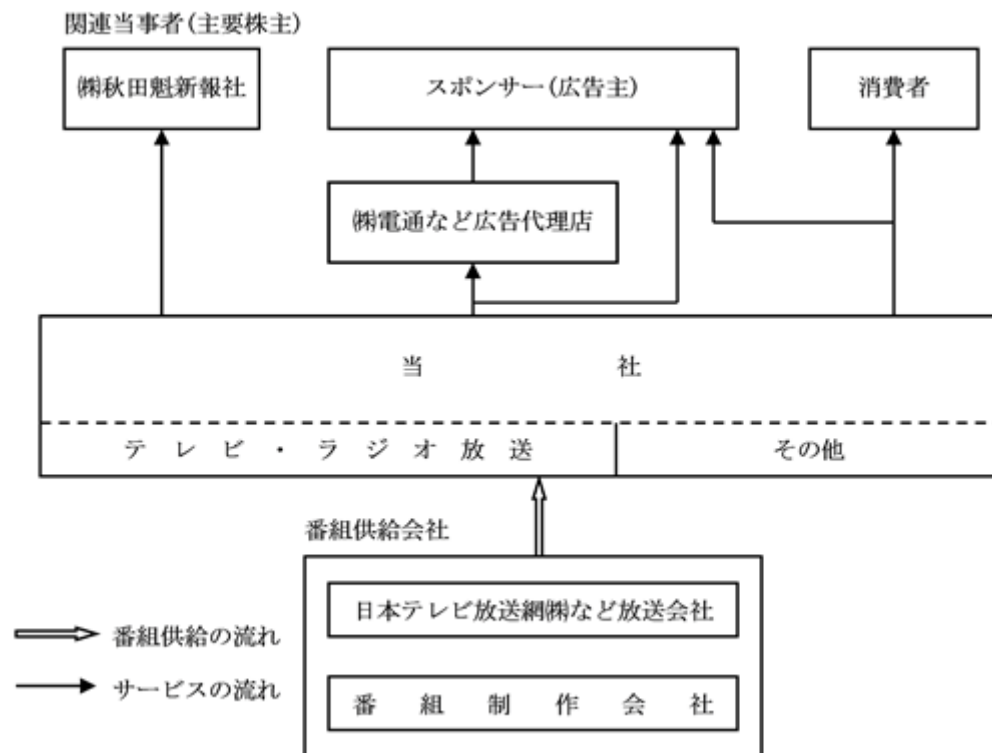 関連当事者(主要株主)
㈱秋田魁新報社
スポンサー(広告主)
消費者
㈱電通など広告代理店
当社
テレビ・ラジオ放送
その他
番組供給会社
日本テレビ放送網㈱など放送会社
番組制作会社
番組供給の流れ
サービスの流れ